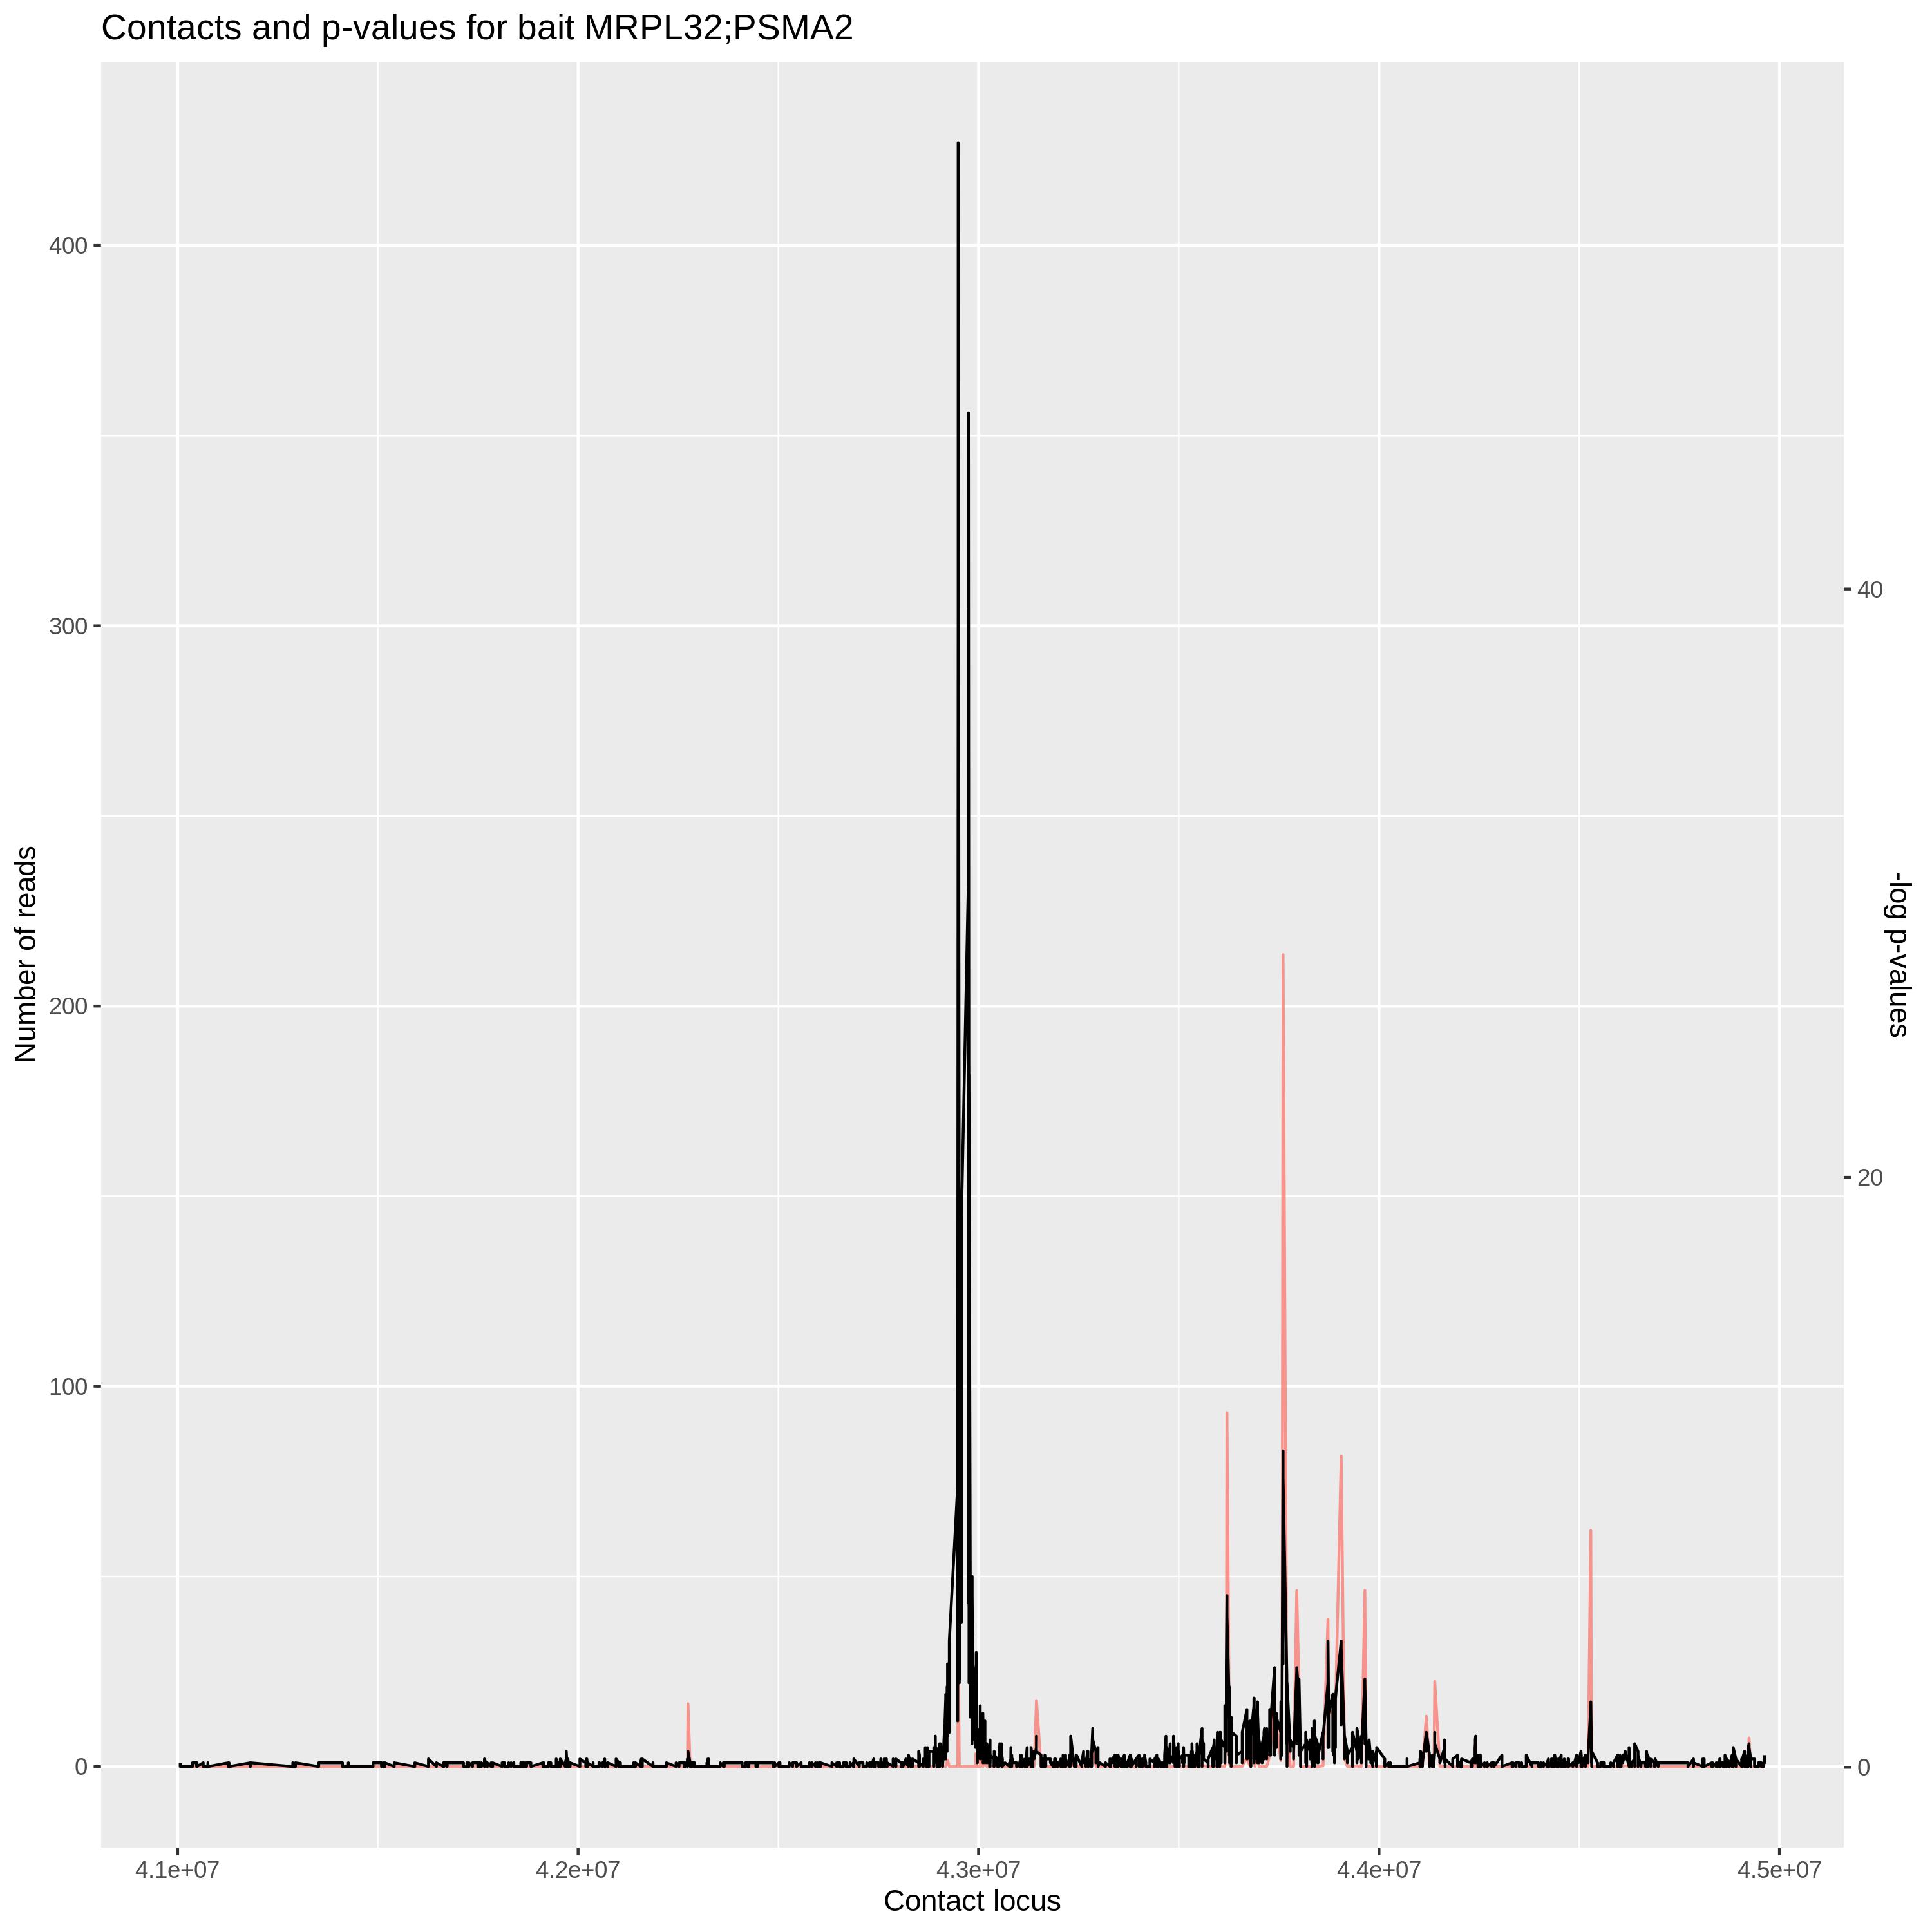 Contacts and p-values for bait MRPL32;PSMA2
400
300
200
100
0
Number of reads
40
20
0
-log p-values
4.1e+07 4.2e+07 4.3e+07 4.4e+07 4.5e+07
Contact locus